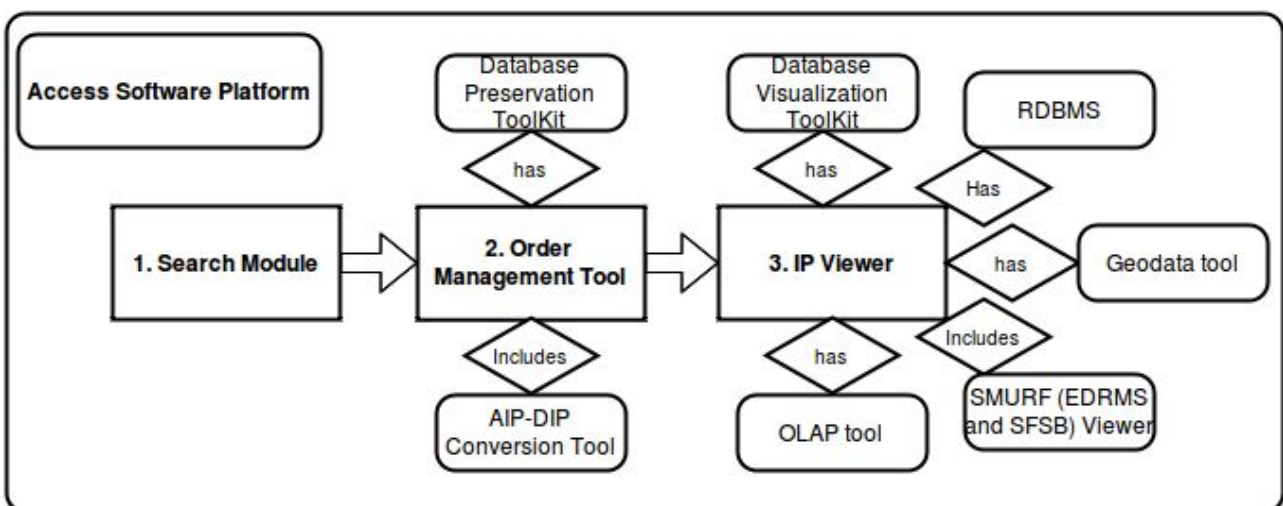 Access Software Platform
Database
Preservation
ToolKit
has
Database
Visualization
ToolKit
has
RDBMS
Has
1. Search Module
2. Order
Management Tool
3. IP Viewer
has
Geodata tool
Includes
AIP-DIP
Conversion Tool
has
OLAP tool
Includes
SMURF (EDRMS
and SFSB) Viewer